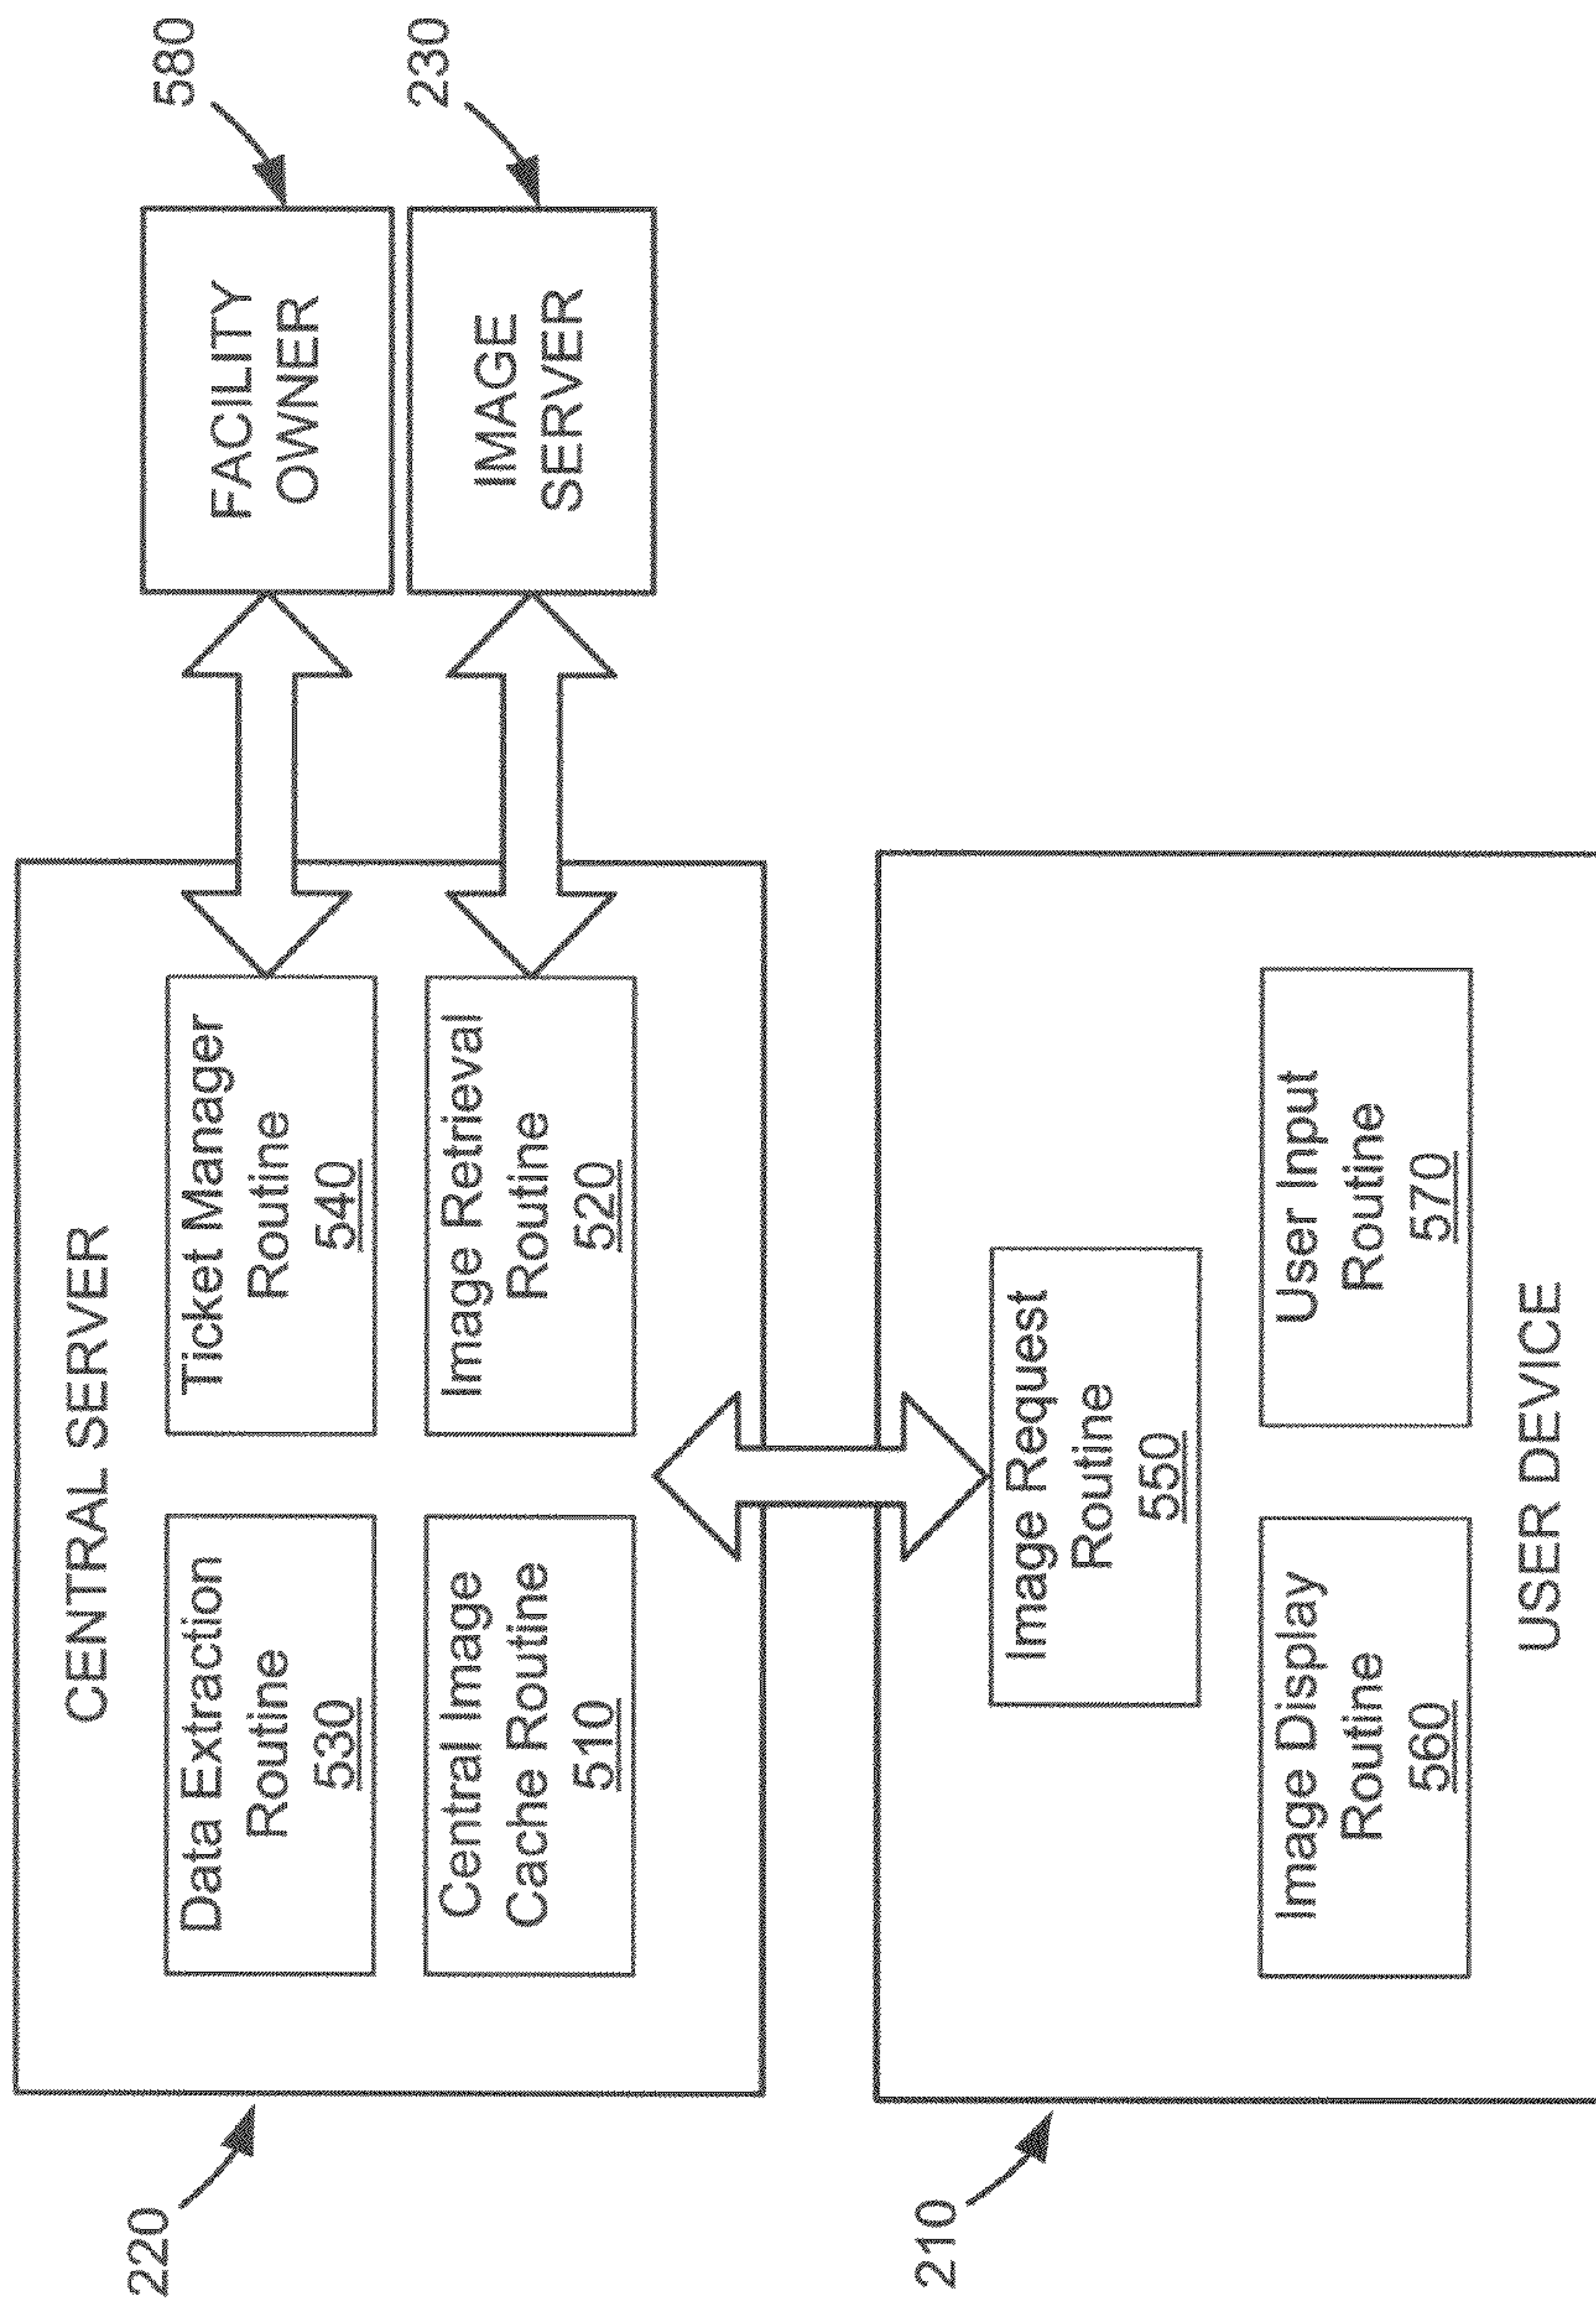 CENTRAL SERVER
220
Data Extraction
Routine
530
Ticket Manager
Routine
540
Central Image
Cache Routine
510
Image Retrieval
Routine
520
FACILITY
OWNER
580
IMAGE
SERVER
230
210
Image Request
Routine
550
Image Display
Routine
560
User Input
Routine
570
USER DEVICE